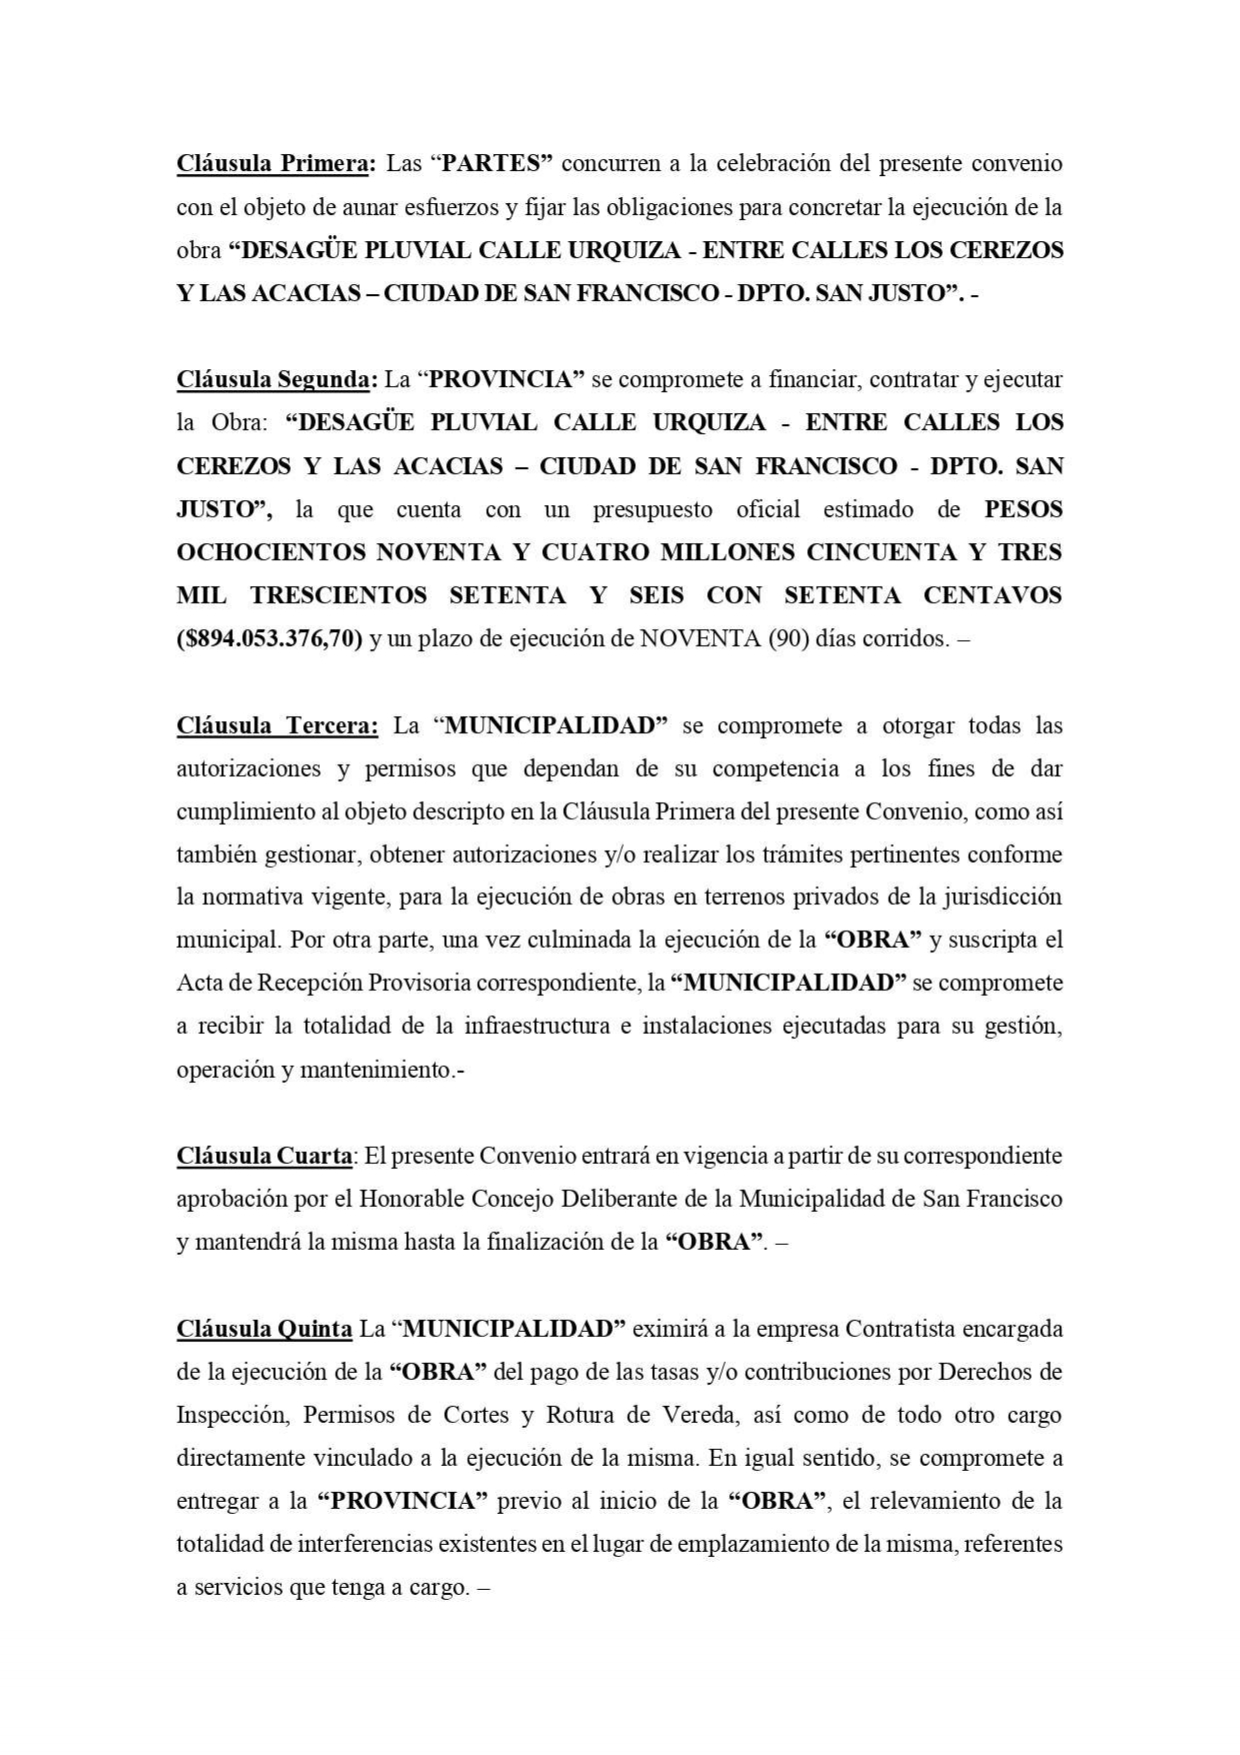 Cláusula Primera: Las “PARTES” concurren a la celebración del presente convenio
con el objeto de aunar esfuerzos y fijar las obligaciones para concretar la ejecución de la
obra “DESAGÜE PLUVIAL CALLE URQUIZA - ENTRE CALLES LOS CEREZOS
Y LAS ACACIAS – CIUDAD DE SAN FRANCISCO - DPTO. SAN JUSTO”. -
Cláusula Segunda: La “PROVINCIA” se compromete a financiar, contratar y ejecutar
la Obra: “DESAGÜE PLUVIAL CALLE URQUIZA - ENTRE CALLES LOS
CEREZOS Y LAS ACACIAS – CIUDAD DE SAN FRANCISCO - DPTO. SAN
JUSTO”, la que cuenta con un presupuesto oficial estimado de PESOS
OCHOCIENTOS NOVENTA Y CUATRO MILLONES CINCUENTA Y TRES
MIL TRESCIENTOS SETENTA Y SEIS CON SETENTA CENTAVOS
($894.053.376,70) y un plazo de ejecución de NOVENTA (90) días corridos. –
Cláusula Tercera: La “MUNICIPALIDAD” se compromete a otorgar todas las
autorizaciones y permisos que dependan de su competencia a los fines de dar
cumplimiento al objeto descripto en la Cláusula Primera del presente Convenio, como así
también gestionar, obtener autorizaciones y/o realizar los trámites pertinentes conforme
la normativa vigente, para la ejecución de obras en terrenos privados de la jurisdicción
municipal. Por otra parte, una vez culminada la ejecución de la “OBRA” y suscripta el
Acta de Recepción Provisoria correspondiente, la “MUNICIPALIDAD” se compromete
a recibir la totalidad de la infraestructura e instalaciones ejecutadas para su gestión,
operación y mantenimiento.-
Cláusula Cuarta: El presente Convenio entrará en vigencia a partir de su correspondiente
aprobación por el Honorable Concejo Deliberante de la Municipalidad de San Francisco
y mantendrá la misma hasta la finalización de la “OBRA”. –
Cláusula Quinta La “MUNICIPALIDAD” eximirá a la empresa Contratista encargada
de la ejecución de la “OBRA” del pago de las tasas y/o contribuciones por Derechos de
Inspección, Permisos de Cortes y Rotura de Vereda, así como de todo otro cargo
directamente vinculado a la ejecución de la misma. En igual sentido, se compromete a
entregar a la “PROVINCIA” previo al inicio de la “OBRA”, el relevamiento de la
totalidad de interferencias existentes en el lugar de emplazamiento de la misma, referentes
a servicios que tenga a cargo. –